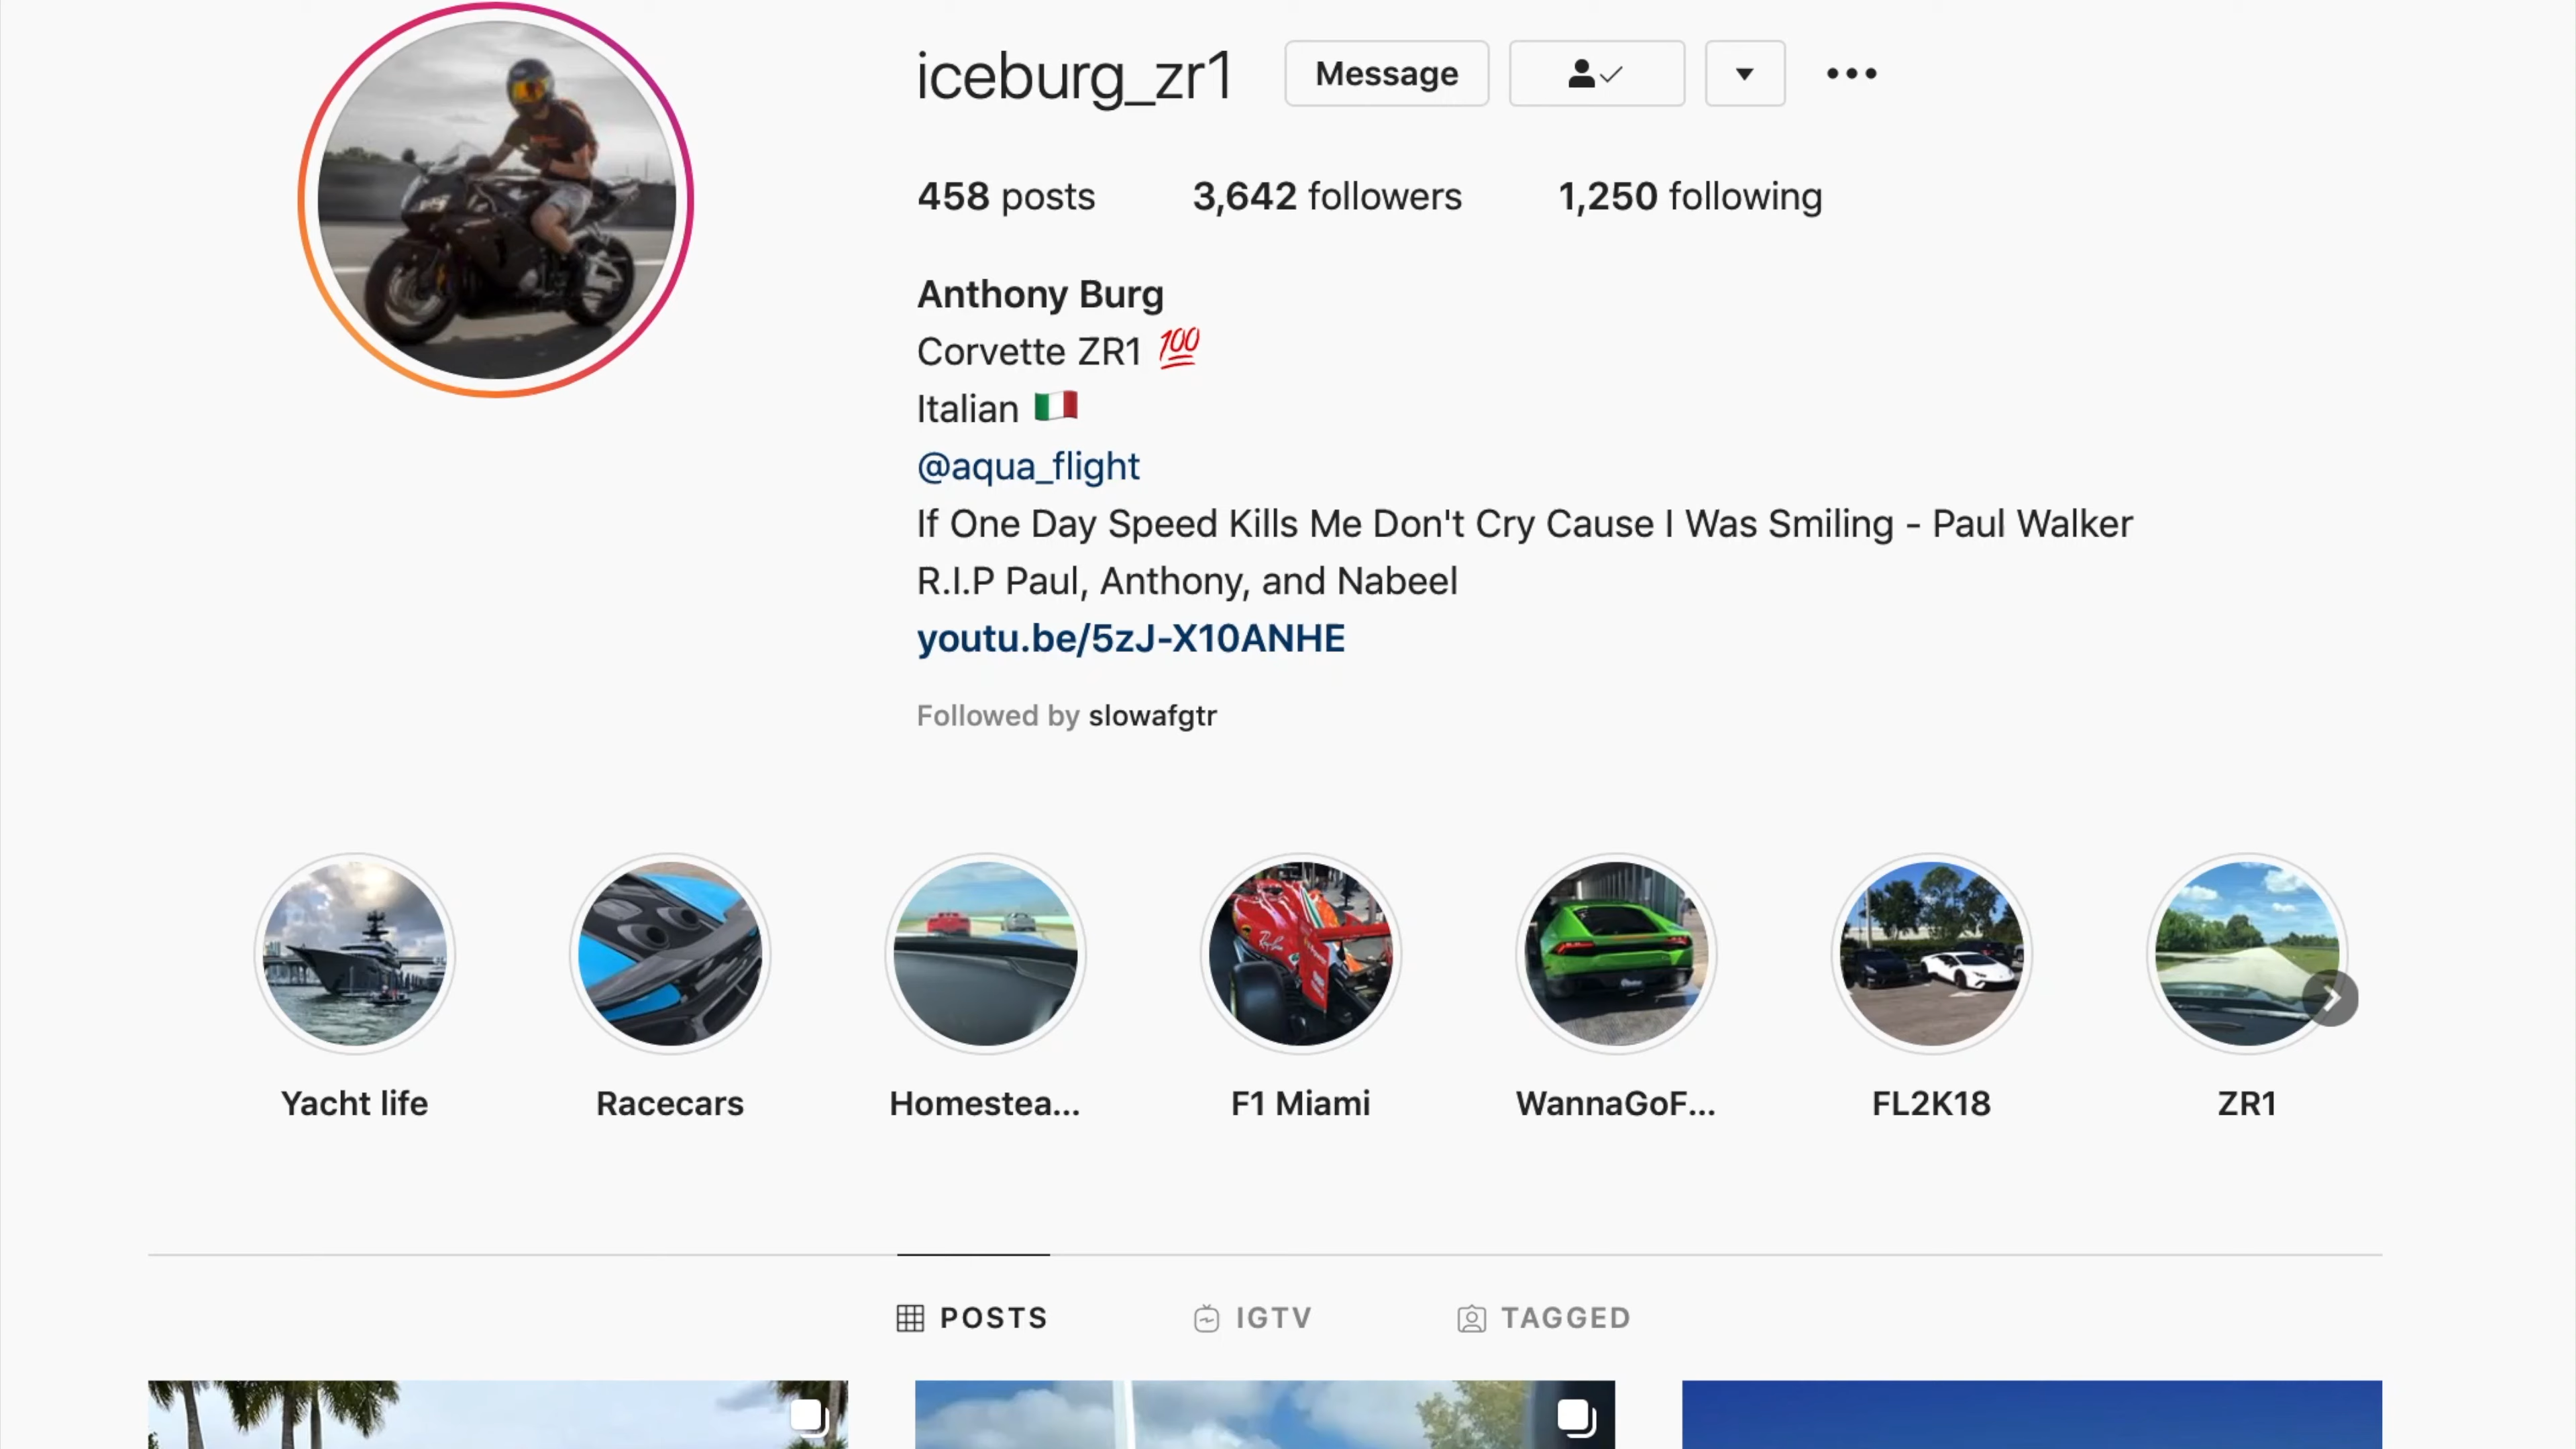 iceburg_zr1 Message
458 posts 3,642 followers 1,250 following
Anthony Burg
Corvette ZR1 💯
Italian 🇮🇹
@aqua_flight
If One Day Speed Kills Me Don't Cry Cause I Was Smiling - Paul Walker
R.I.P Paul, Anthony, and Nabeel
youtu.be/5zJ-X10ANHE
Followed by slowafgtr
Yacht life Racecars Homestea... F1 Miami WannaGoF... FL2K18 ZR1
POSTS IGTV TAGGED